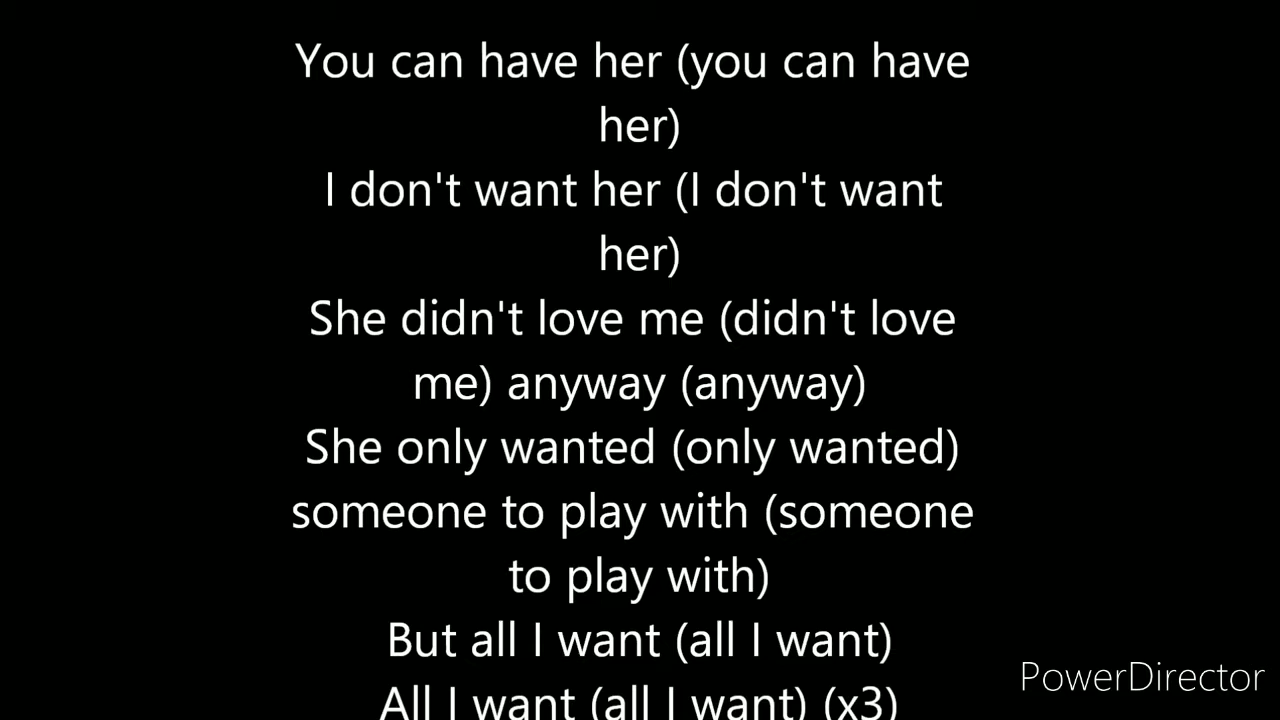 You can have her (you can have
her)
I don't want her (I don't want
her)
She didn't love me (didn't love
me) anyway (anyway)
She only wanted (only wanted)
someone to play with (someone
to play with)
But all I want (all I want)
All I want (all I want) (x3)
PowerDirector